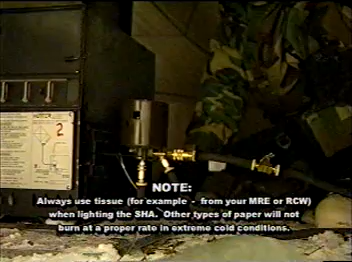 2
NOTE:
Always use tissue (for example - from your MRE or RCW)
when lighting the SHA. Other types of paper will not
burn at a proper rate in extreme cold conditions.